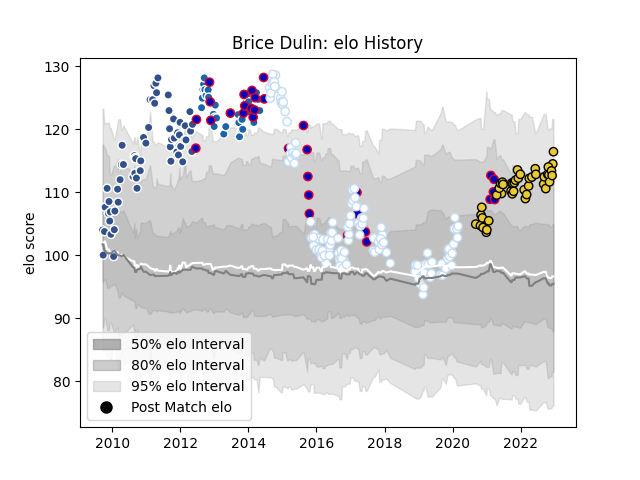 Brice Dulin: elo History
elo score
130
120
110
100
90
80
50% elo Interval
80% elo Interval
95% elo Interval
Post Match elo
2010 2012 2014 2016 2018 2020 2022